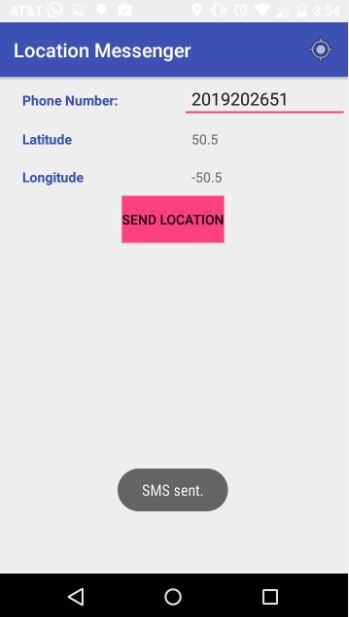 AT&T 3:54
Location Messenger
Phone Number: 2019202651
Latitude 50.5
Longitude -50.5
SEND LOCATION
SMS sent.